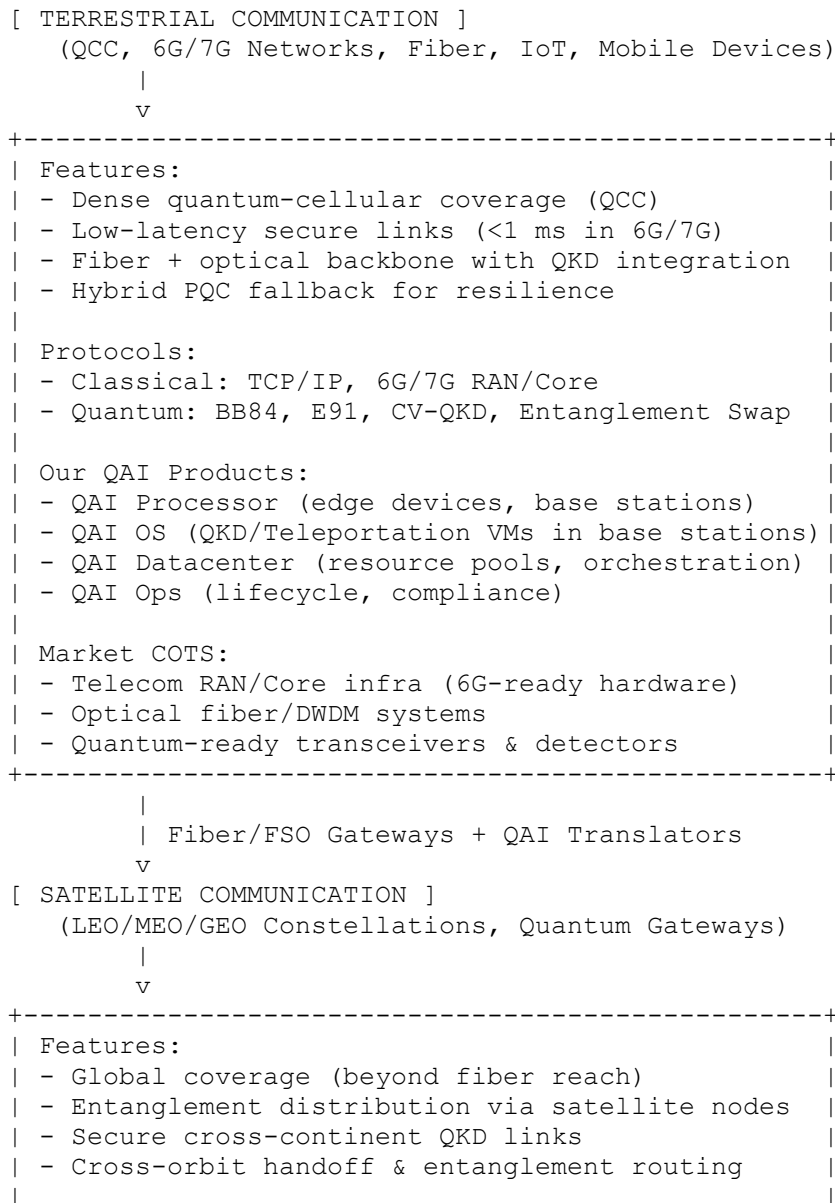 [ TERRESTRIAL COMMUNICATION ]
(QCC, 6G/7G Networks, Fiber, IoT, Mobile Devices)
|
v
+--------------------------------------------------+
| Features: |
| - Dense quantum-cellular coverage (QCC) |
| - Low-latency secure links (<1 ms in 6G/7G) |
| - Fiber + optical backbone with QKD integration |
| - Hybrid PQC fallback for resilience |
| |
| Protocols: |
| - Classical: TCP/IP, 6G/7G RAN/Core |
| - Quantum: BB84, E91, CV-QKD, Entanglement Swap |
| |
| Our QAI Products: |
| - QAI Processor (edge devices, base stations) |
| - QAI OS (QKD/Teleportation VMs in base stations)|
| - QAI Datacenter (resource pools, orchestration) |
| - QAI Ops (lifecycle, compliance) |
| |
| Market COTS: |
| - Telecom RAN/Core infra (6G-ready hardware) |
| - Optical fiber/DWDM systems |
| - Quantum-ready transceivers & detectors |
+--------------------------------------------------+
|
| Fiber/FSO Gateways + QAI Translators
v
[ SATELLITE COMMUNICATION ]
(LEO/MEO/GEO Constellations, Quantum Gateways)
|
v
+--------------------------------------------------+
| Features: |
| - Global coverage (beyond fiber reach) |
| - Entanglement distribution via satellite nodes |
| - Secure cross-continent QKD links |
| - Cross-orbit handoff & entanglement routing |
| |